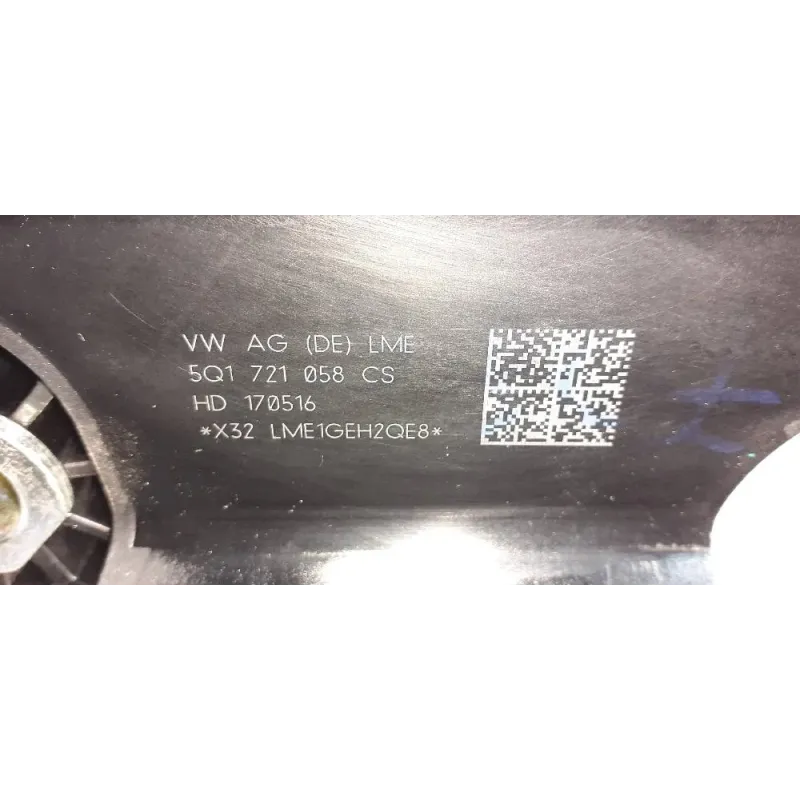 VW AG (DE) LME
5Q1 721 058 CS
HD 170516
*X32 LME1GEH2QE8*